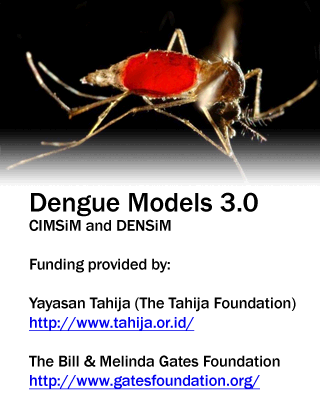 Dengue Models 3.0
CIMSiM and DENSiM
Funding provided by:
Yayasan Tahija (The Tahija Foundation)
http://www.tahija.or.id/
The Bill & Melinda Gates Foundation
http://www.gatesfoundation.org/